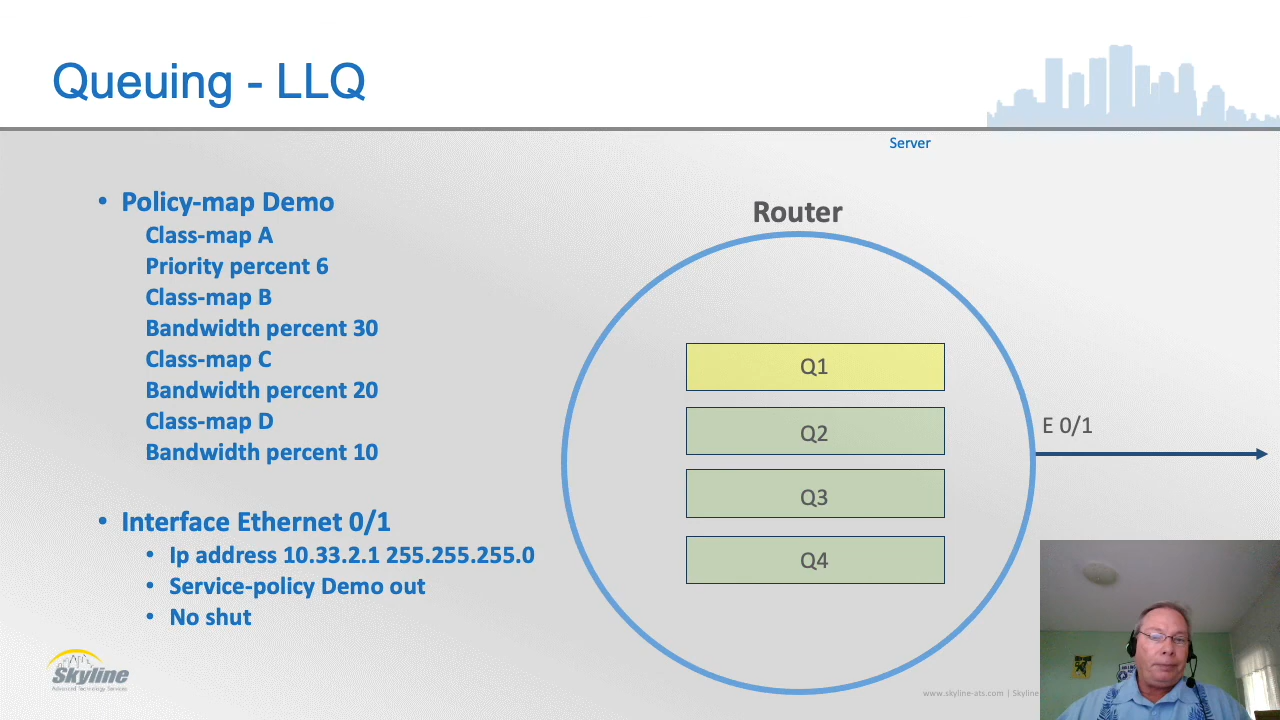 Queuing - LLQ
Server
• Policy-map Demo
Class-map A
Priority percent 6
Class-map B
Bandwidth percent 30
Class-map C
Bandwidth percent 20
Class-map D
Bandwidth percent 10
• Interface Ethernet 0/1
• Ip address 10.33.2.1 255.255.255.0
• Service-policy Demo out
• No shut
Router
Q1
Q2
Q3
Q4
E 0/1
Skyline
Advanced Technology Services
www.skyline-ats.com | Skyline